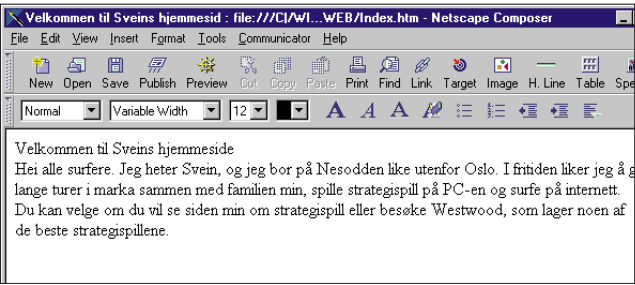 Velkommen til Sveins hjemmesid : file:///C|/WI...WEB/Index.htm - Netscape Composer
File Edit View Insert Format Tools Communicator Help
New Open Save Publish Preview Cut Copy Paste Print Find Link Target Image H. Line Table Spe
Normal Variable Width 12 A A A
Velkommen til Sveins hjemmeside
Hei alle surfere. Jeg heter Svein, og jeg bor på Nesodden like utenfor Oslo. I fritiden liker jeg å g
lange turer i marka sammen med familien min, spille strategispill på PC-en og surfe på internett.
Du kan velge om du vil se siden min om strategispill eller besøke Westwood, som lager noen af
de beste strategispillene.